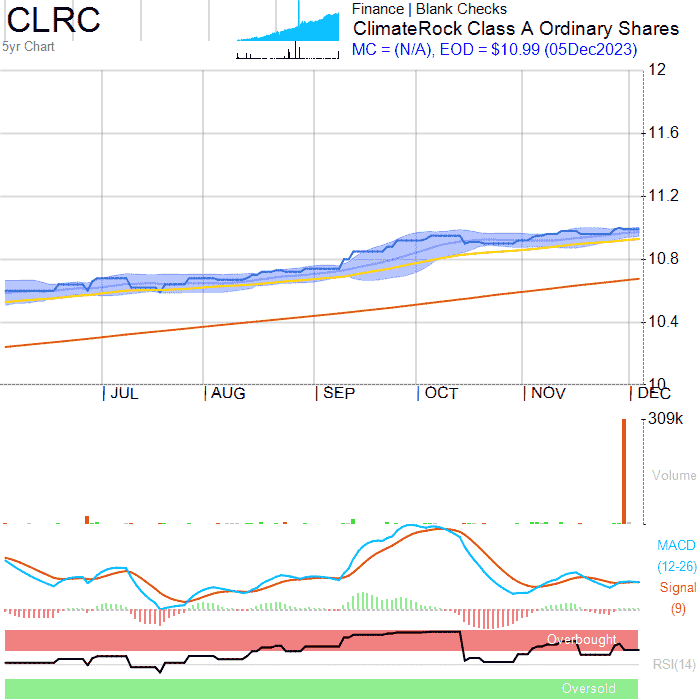 CLRC
5yr Chart
Finance | Blank Checks
ClimateRock Class A Ordinary Shares
MC = (N/A), EOD = $10.99 (05Dec2023)
12
11.6
11.2
10.8
10.4
10
JUL AUG SEP OCT NOV DEC
309k
Volume
MACD
(12-26)
Signal
(9)
Overbought
RSI(14)
Oversold